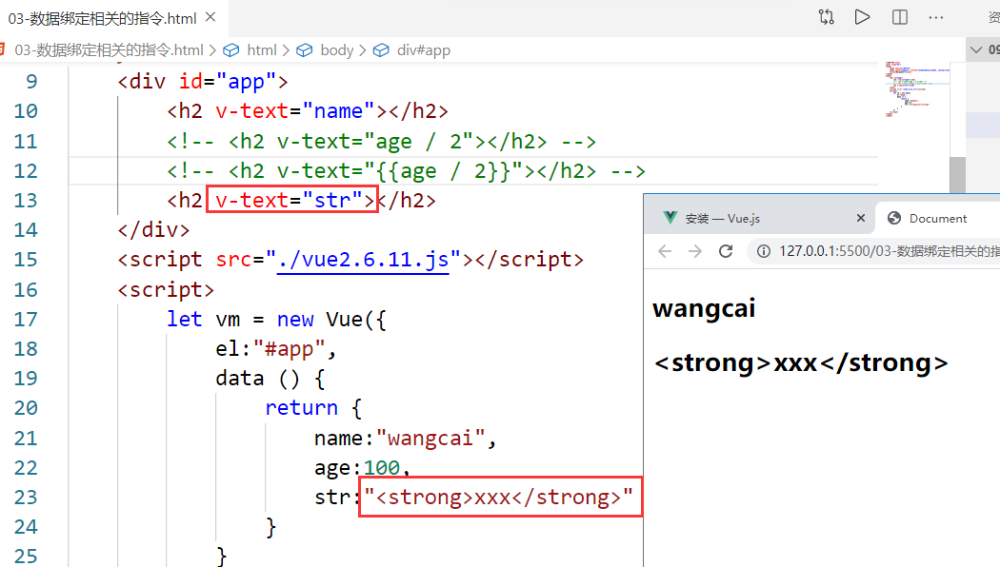 03-数据绑定相关的指令.html
资
03-数据绑定相关的指令.html > html > body > div#app
09
9 <div id="app">
10 <h2 v-text="name"></h2>
11 <!-- <h2 v-text="age / 2"></h2> -->
12 <!-- <h2 v-text="{{age / 2}}"></h2> -->
13 <h2 v-text="str"></h2>
14 </div>
15 <script src="./vue2.6.11.js"></script>
16 <script>
17 let vm = new Vue({
18 el:"#app",
19 data () {
20 return {
21 name:"wangcai",
22 age:100,
23 str:"<strong>xxx</strong>"
24 }
25 }
安装 — Vue.js
Document
127.0.0.1:5500/03-数据绑定相关的指
wangcai
<strong>xxx</strong>